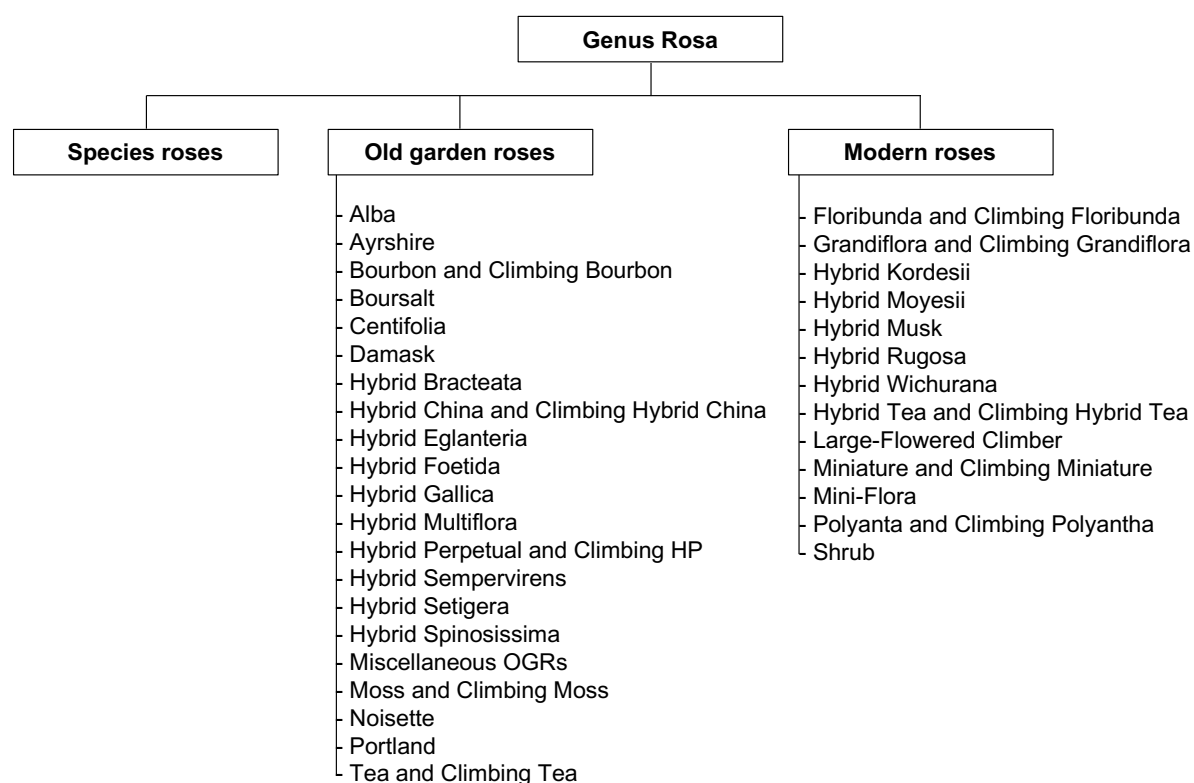 Genus Rosa
Species roses
Old garden roses
Modern roses
- Alba
- Ayrshire
- Bourbon and Climbing Bourbon
- Boursalt
- Centifolia
- Damask
- Hybrid Bracteata
- Hybrid China and Climbing Hybrid China
- Hybrid Eglanteria
- Hybrid Foetida
- Hybrid Gallica
- Hybrid Multiflora
- Hybrid Perpetual and Climbing HP
- Hybrid Sempervirens
- Hybrid Setigera
- Hybrid Spinosissima
- Miscellaneous OGRs
- Moss and Climbing Moss
- Noisette
- Portland
- Tea and Climbing Tea
- Floribunda and Climbing Floribunda
- Grandiflora and Climbing Grandiflora
- Hybrid Kordesii
- Hybrid Moyesii
- Hybrid Musk
- Hybrid Rugosa
- Hybrid Wichurana
- Hybrid Tea and Climbing Hybrid Tea
- Large-Flowered Climber
- Miniature and Climbing Miniature
- Mini-Flora
- Polyanta and Climbing Polyantha
- Shrub